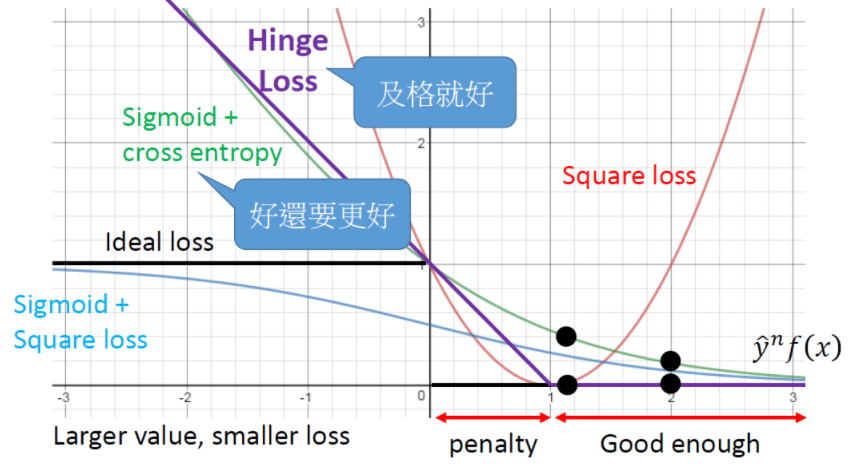 3
Hinge
Loss
及格就好
Sigmoid +
cross entropy
2
Square loss
好還要更好
Ideal loss
1
Sigmoid +
Square loss
ŷⁿf(x)
-3 -2 -1 0 1 2 3
Larger value, smaller loss
penalty
Good enough